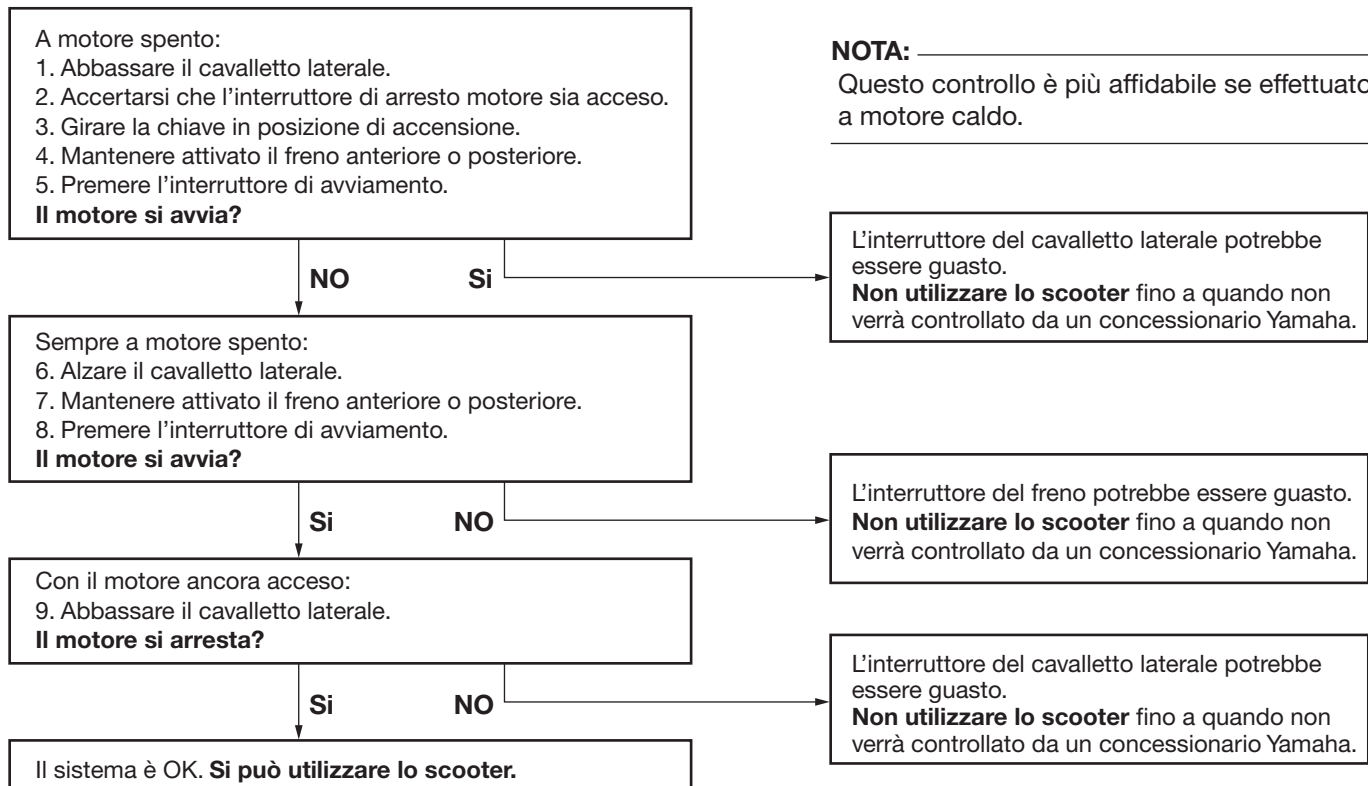 A motore spento:
1. Abbassare il cavalletto laterale.
2. Accertarsi che l'interruttore di arresto motore sia acceso.
3. Girare la chiave in posizione di accensione.
4. Mantenere attivato il freno anteriore o posteriore.
5. Premere l'interruttore di avviamento.
Il motore si avvia?
NOTA:
Questo controllo è più affidabile se effettuato
a motore caldo.
NO
Si
L'interruttore del cavalletto laterale potrebbe
essere guasto.
Non utilizzare lo scooter fino a quando non
verrà controllato da un concessionario Yamaha.
Sempre a motore spento:
6. Alzare il cavalletto laterale.
7. Mantenere attivato il freno anteriore o posteriore.
8. Premere l'interruttore di avviamento.
Il motore si avvia?
Si
NO
L'interruttore del freno potrebbe essere guasto.
Non utilizzare lo scooter fino a quando non
verrà controllato da un concessionario Yamaha.
Con il motore ancora acceso:
9. Abbassare il cavalletto laterale.
Il motore si arresta?
Si
NO
L'interruttore del cavalletto laterale potrebbe
essere guasto.
Non utilizzare lo scooter fino a quando non
verrà controllato da un concessionario Yamaha.
Il sistema è OK. Si può utilizzare lo scooter.